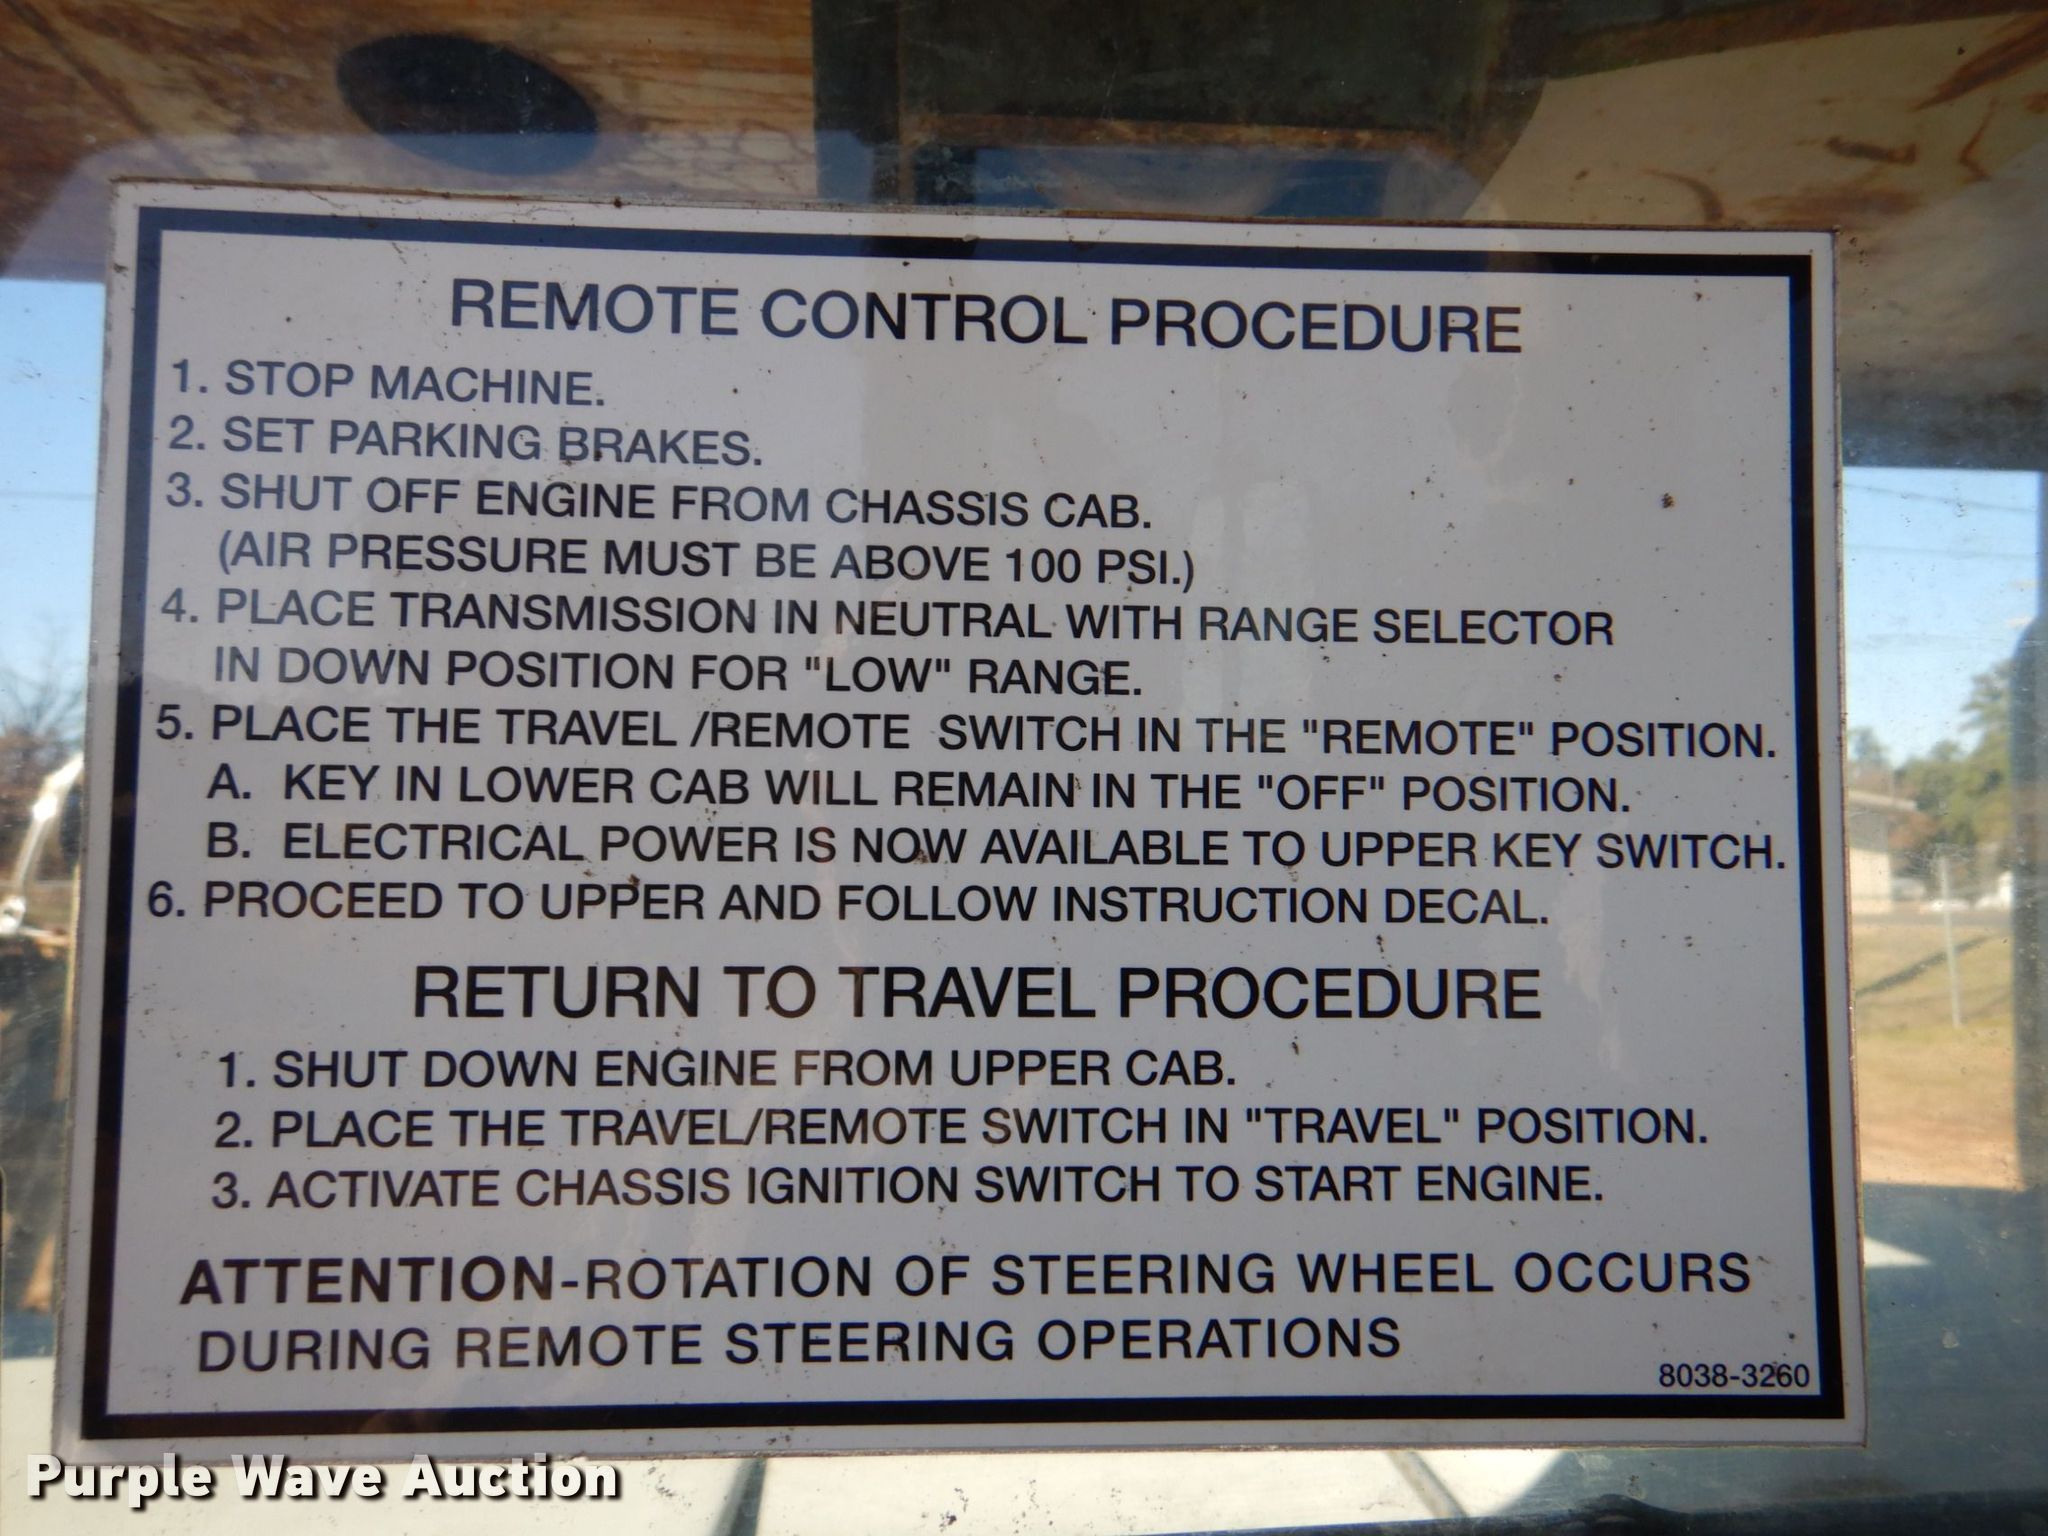 REMOTE CONTROL PROCEDURE
1. STOP MACHINE.
2. SET PARKING BRAKES.
3. SHUT OFF ENGINE FROM CHASSIS CAB.
(AIR PRESSURE MUST BE ABOVE 100 PSI.)
4. PLACE TRANSMISSION IN NEUTRAL WITH RANGE SELECTOR
IN DOWN POSITION FOR "LOW" RANGE.
5. PLACE THE TRAVEL /REMOTE SWITCH IN THE "REMOTE" POSITION.
A. KEY IN LOWER CAB WILL REMAIN IN THE "OFF" POSITION.
B. ELECTRICAL POWER IS NOW AVAILABLE TO UPPER KEY SWITCH.
6. PROCEED TO UPPER AND FOLLOW INSTRUCTION DECAL.
RETURN TO TRAVEL PROCEDURE
1. SHUT DOWN ENGINE FROM UPPER CAB.
2. PLACE THE TRAVEL/REMOTE SWITCH IN "TRAVEL" POSITION.
3. ACTIVATE CHASSIS IGNITION SWITCH TO START ENGINE.
ATTENTION-ROTATION OF STEERING WHEEL OCCURS
DURING REMOTE STEERING OPERATIONS
8038-3260
Purple Wave Auction